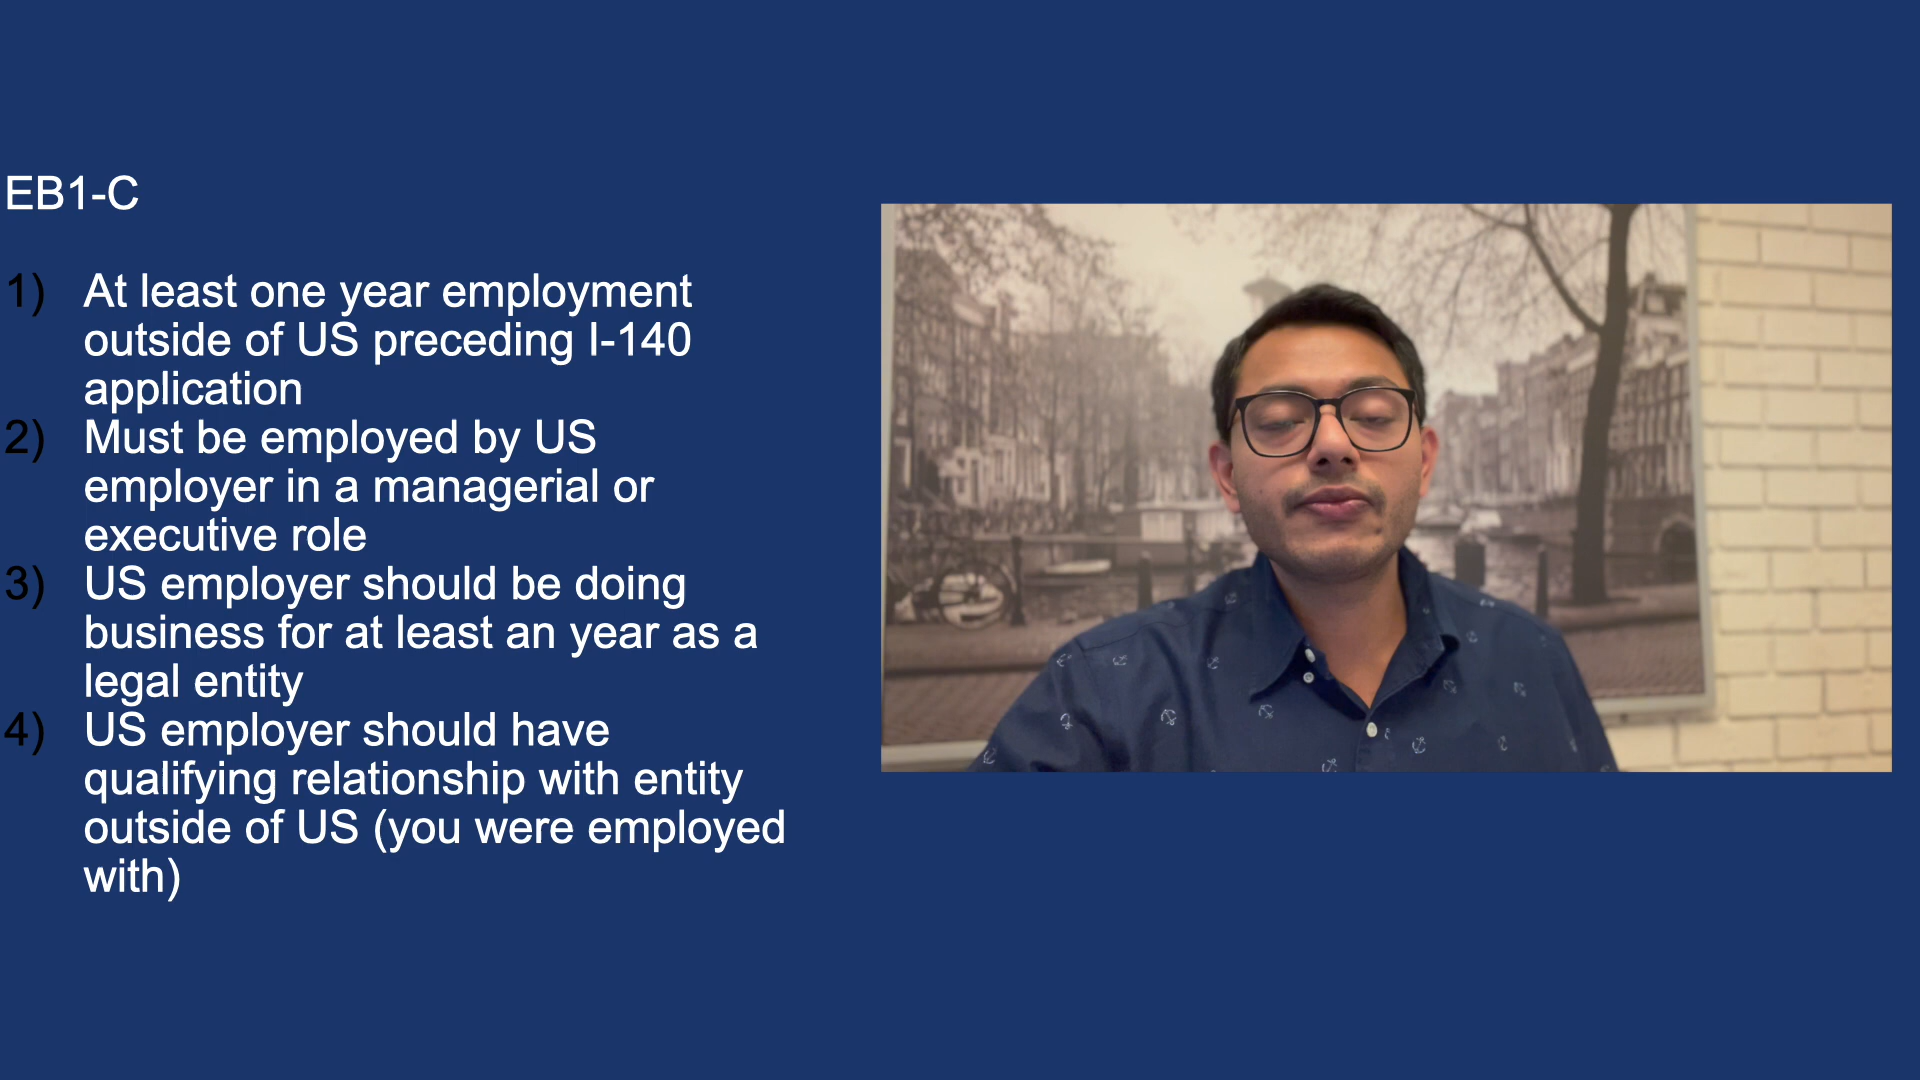 EB1-C
1) At least one year employment
outside of US preceding I-140
application
2) Must be employed by US
employer in a managerial or
executive role
3) US employer should be doing
business for at least an year as a
legal entity
4) US employer should have
qualifying relationship with entity
outside of US (you were employed
with)